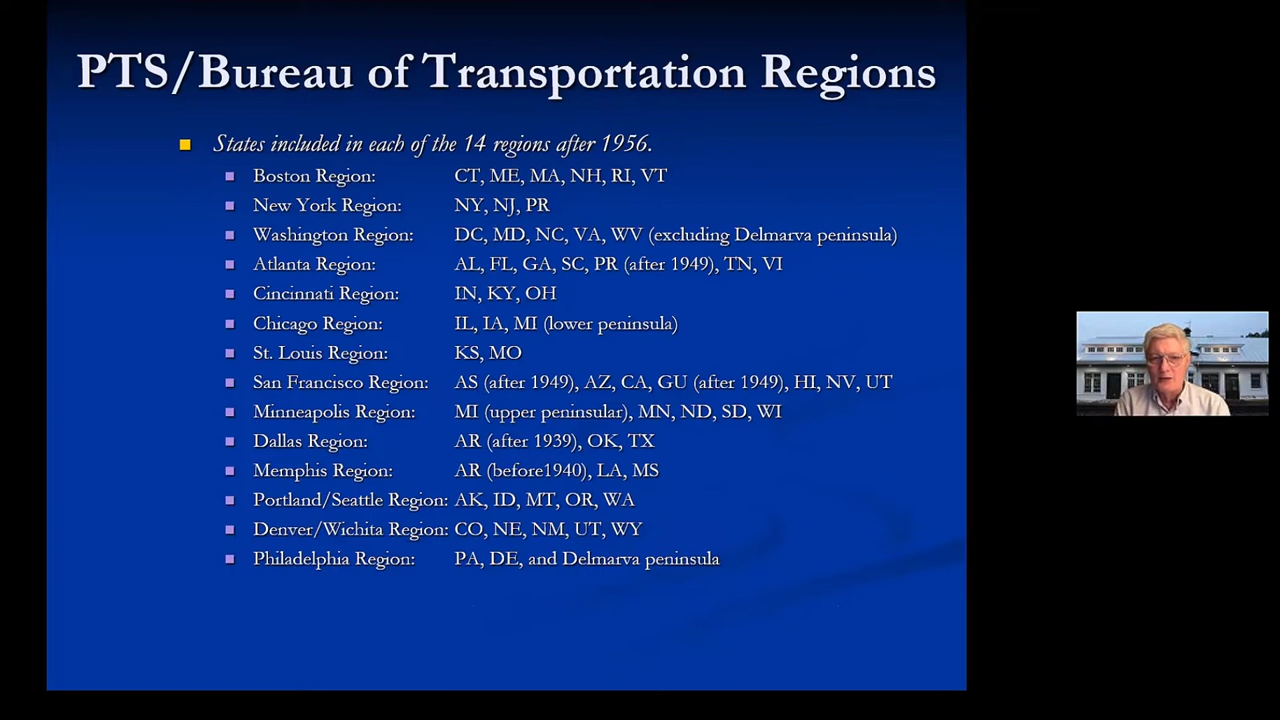 PTS/Bureau of Transportation Regions
States included in each of the 14 regions after 1956.
Boston Region: CT, ME, MA, NH, RI, VT
New York Region: NY, NJ, PR
Washington Region: DC, MD, NC, VA, WV (excluding Delmarva peninsula)
Atlanta Region: AL, FL, GA, SC, PR (after 1949), TN, VI
Cincinnati Region: IN, KY, OH
Chicago Region: IL, IA, MI (lower peninsula)
St. Louis Region: KS, MO
San Francisco Region: AS (after 1949), AZ, CA, GU (after 1949), HI, NV, UT
Minneapolis Region: MI (upper peninsular), MN, ND, SD, WI
Dallas Region: AR (after 1939), OK, TX
Memphis Region: AR (before1940), LA, MS
Portland/Seattle Region: AK, ID, MT, OR, WA
Denver/Wichita Region: CO, NE, NM, UT, WY
Philadelphia Region: PA, DE, and Delmarva peninsula